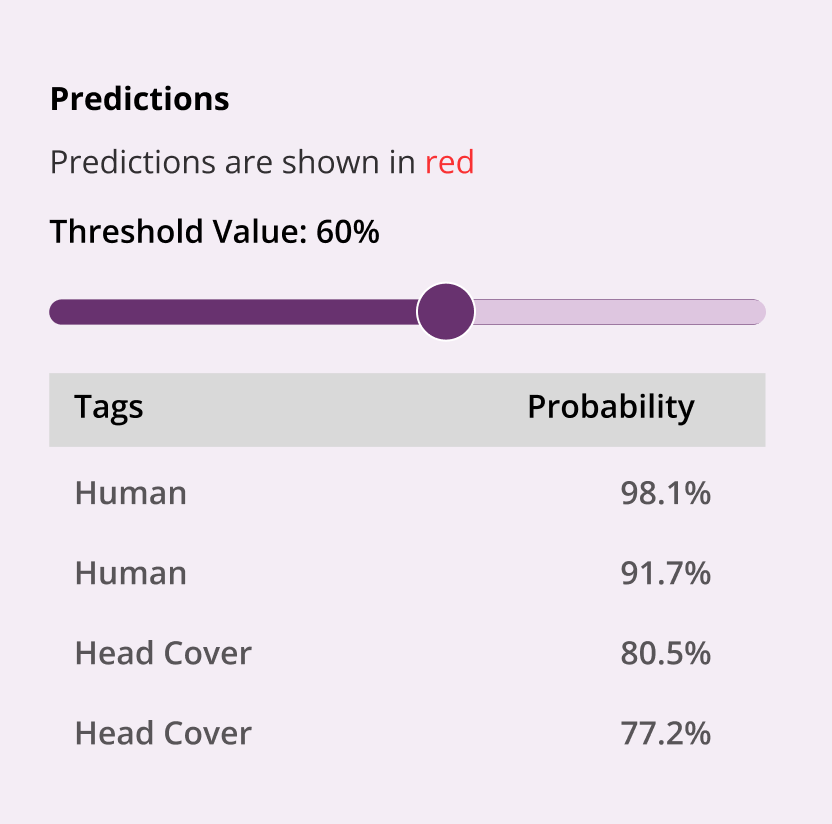 Predictions
Predictions are shown in red
Threshold Value: 60%
Tags Probability
Human 98.1%
Human 91.7%
Head Cover 80.5%
Head Cover 77.2%